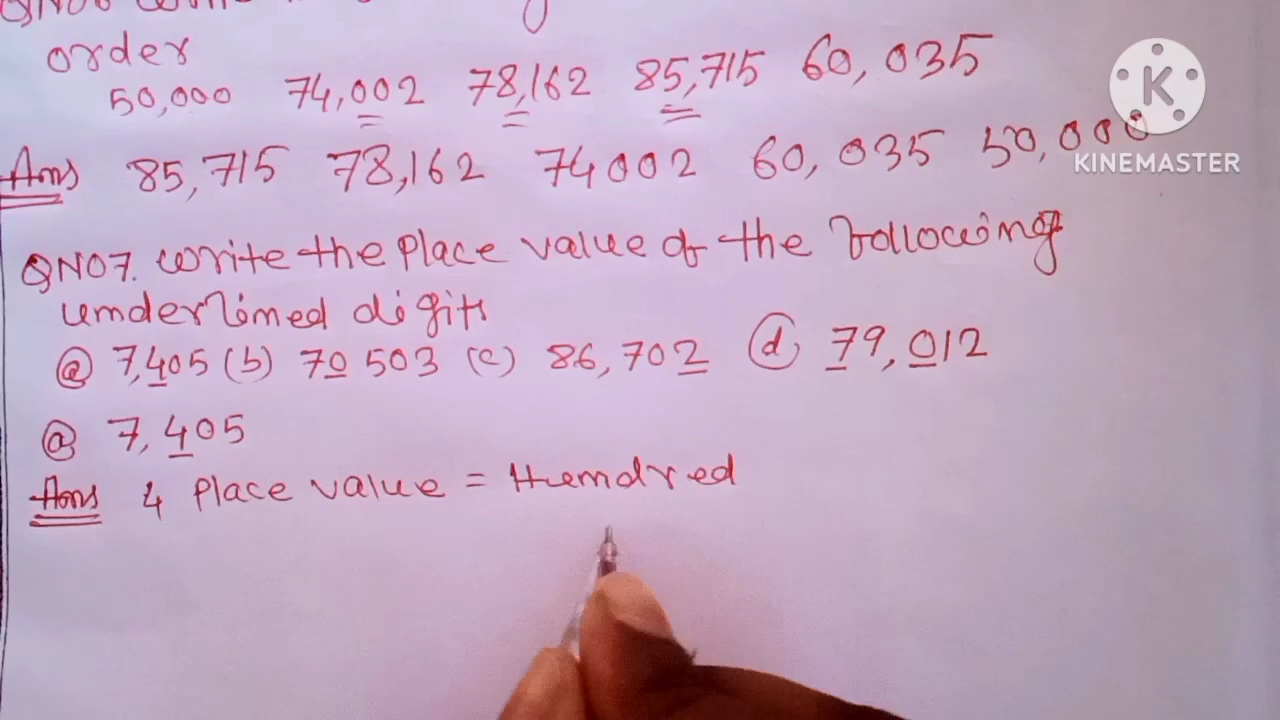 order
50,000 74,002 78,162 85,715 60,035
Ans 85,715 78,162 74002 60,035 50,000
KINEMASTER
QNO7. write the place value of the following
underlined digits
(a) 7,405 (b) 70 503 (c) 86,702 (d) 79,012
(a) 7,405
Ans 4 place value = Hundred